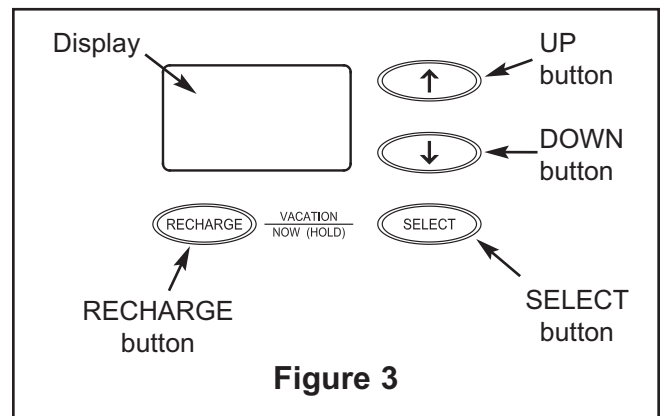 Display
UP
button
↑
↓
DOWN
button
RECHARGE
VACATION
NOW (HOLD)
SELECT
RECHARGE
button
SELECT
button
Figure 3